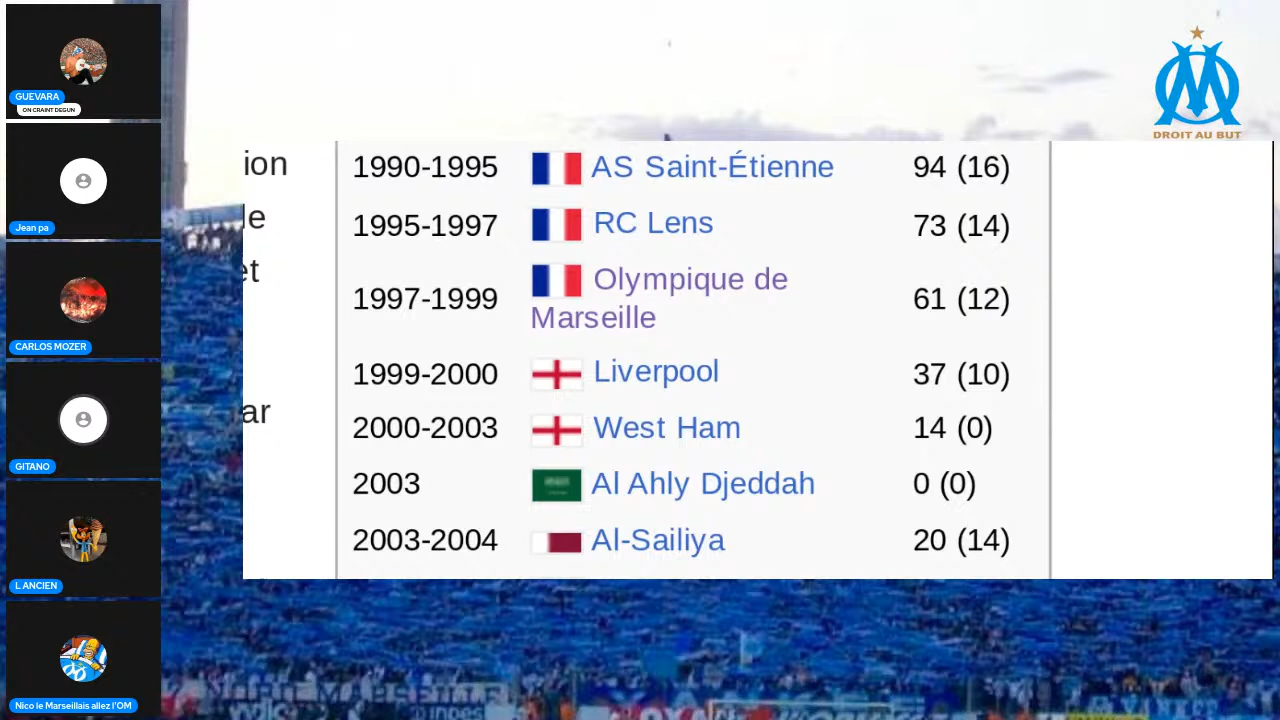 GUEVARA
ON CRAINT DEGUN
Jean pa
CARLOS MOZER
GITANO
L ANCIEN
Nico le Marseillais allez l'OM
DROIT AU BUT
ion
le
et
ar
1990-1995 AS Saint-Étienne 94 (16)
1995-1997 RC Lens 73 (14)
1997-1999 Olympique de
Marseille 61 (12)
1999-2000 Liverpool 37 (10)
2000-2003 West Ham 14 (0)
2003 Al Ahly Djeddah 0 (0)
2003-2004 Al-Sailiya 20 (14)
MARSEILLE